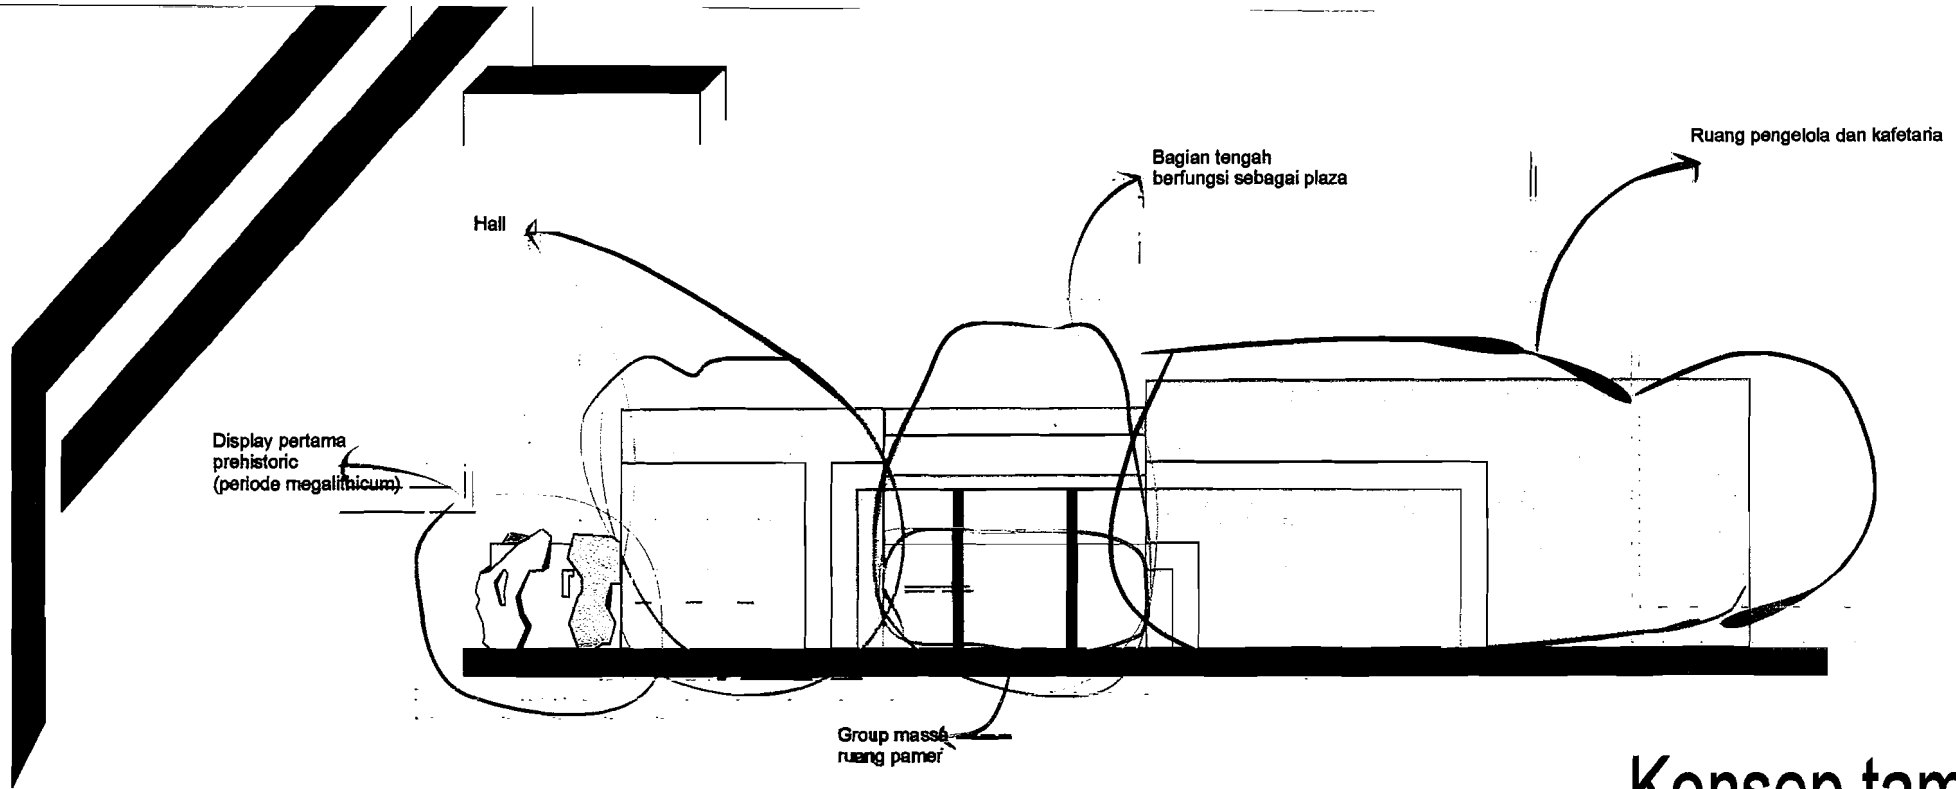 Ruang pengelola dan kafetaria
Bagian tengah
berfungsi sebagai plaza
Hall
Display pertama
prehistoric
(periode megalithicum)
Group massa
ruang pamer
Konsep tam